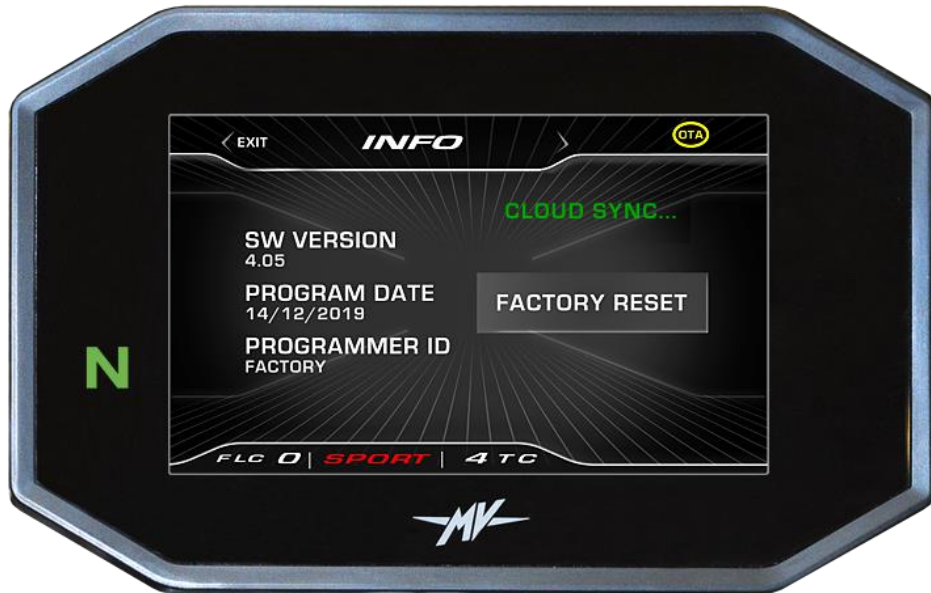 EXIT
INFO
OTA
CLOUD SYNC...
SW VERSION
4.05
PROGRAM DATE
14/12/2019
FACTORY RESET
PROGRAMMER ID
FACTORY
N
FLC 0 | SPORT | 4 TC
MV